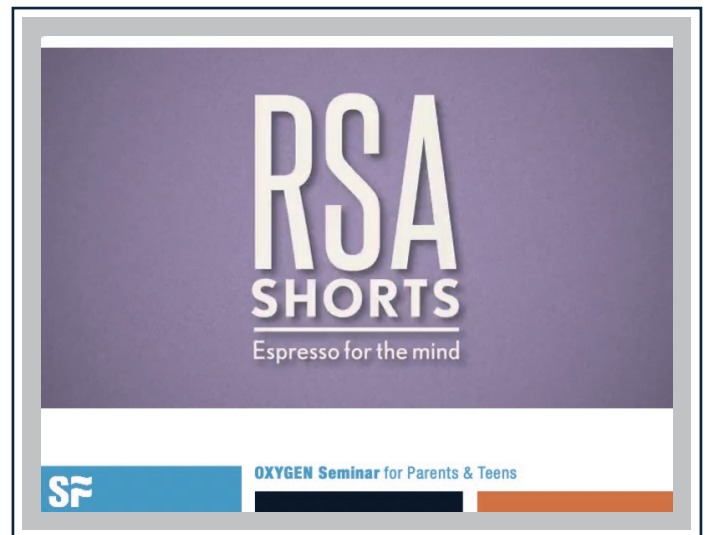 RSA
SHORTS
Espresso for the mind
OXYGEN Seminar for Parents & Teens
SF